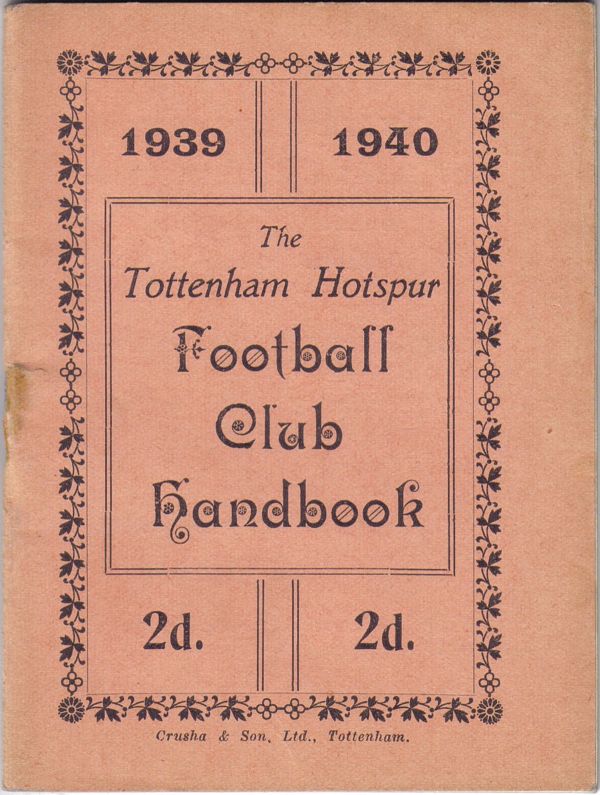 1939 1940
The
Tottenham Hotspur
Football
Club
Handbook
2d. 2d.
Crusha & Son, Ltd., Tottenham.